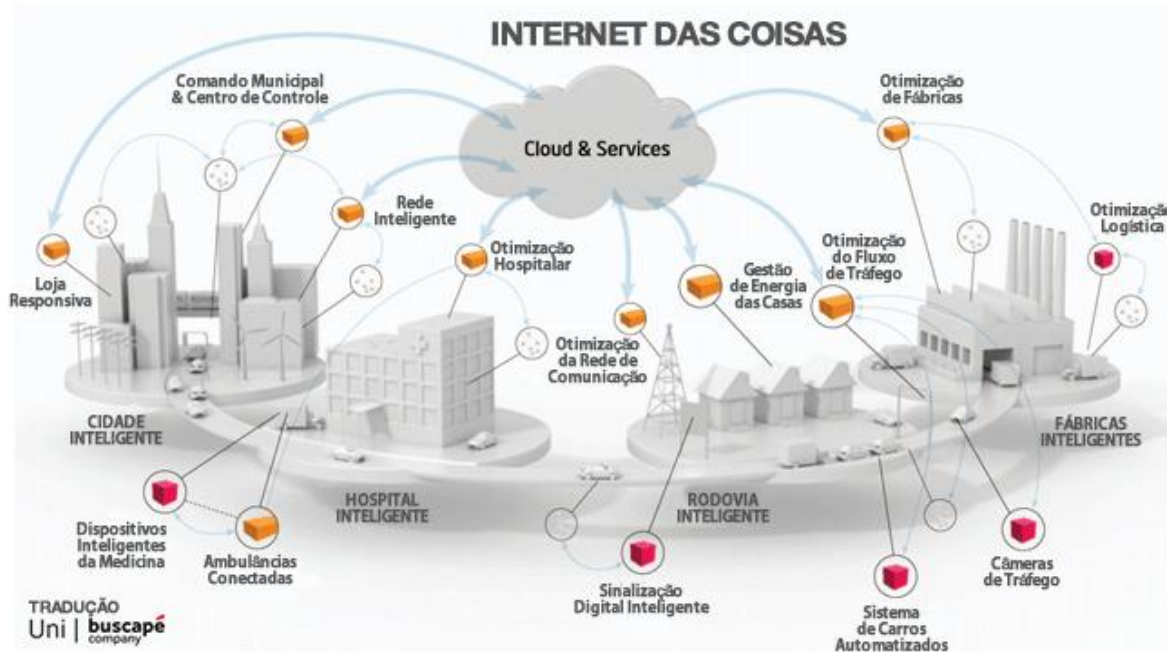 INTERNET DAS COISAS
Comando Municipal
& Centro de Controle
Otimização
de Fábricas
Cloud & Services
Rede
Inteligente
Otimização
Logística
Otimização
Hospitalar
Otimização
do Fluxo
de Tráfego
Gestão
de Energia
das Casas
Loja
Responsiva
Otimização
da Rede de
Comunicação
CIDADE
INTELIGENTE
FÁBRICAS
INTELIGENTES
HOSPITAL
INTELIGENTE
RODOVIA
INTELIGENTE
Dispositivos
Inteligentes
da Medicina
Ambulâncias
Conectadas
Sinalização
Digital Inteligente
Câmeras
de Tráfego
Sistema
de Carros
Automatizados
TRADUÇÃO
Uni | buscapé
company